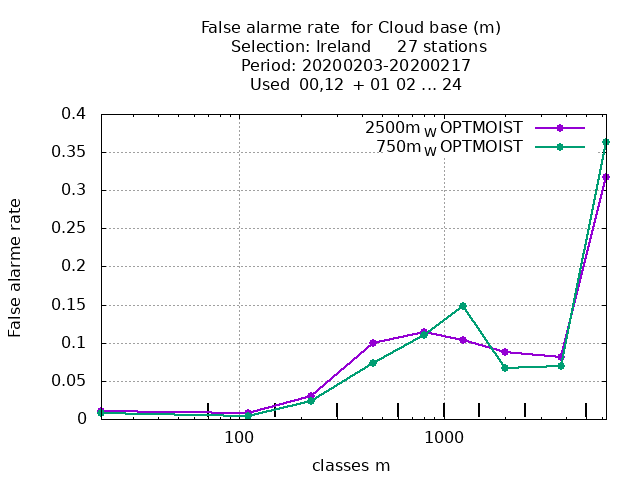 False alarme rate  for Cloud base (m)
Selection: Ireland     27 stations
Period: 20200203-20200217
Used  00,12  + 01 02 ... 24
2500m W OPTMOIST
750m W OPTMOIST
False alarme rate
0.4
0.35
0.3
0.25
0.2
0.15
0.1
0.05
0
100
1000
classes m